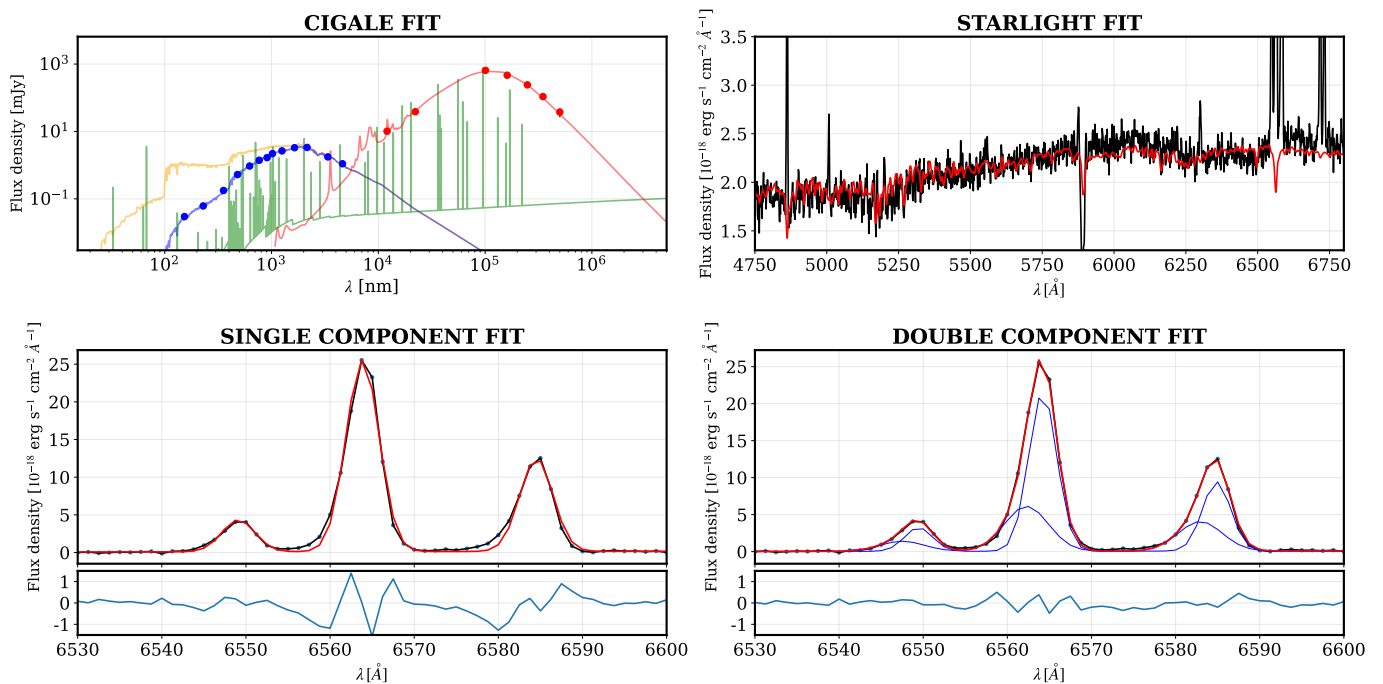 CIGALE FIT
Flux density [mJy]
10³
10¹
10⁻¹
10² 10³ 10⁴ 10⁵ 10⁶
λ [nm]
STARLIGHT FIT
Flux density [10⁻¹⁸ erg s⁻¹ cm⁻² Å⁻¹]
3.5
3.0
2.5
2.0
1.5
4750 5000 5250 5500 5750 6000 6250 6500 6750
λ[Å]
SINGLE COMPONENT FIT
Flux density [10⁻¹⁸ erg s⁻¹ cm⁻² Å⁻¹]
25
20
15
10
5
0
1
0
-1
6530 6540 6550 6560 6570 6580 6590 6600
λ[Å]
DOUBLE COMPONENT FIT
Flux density [10⁻¹⁸ erg s⁻¹ cm⁻² Å⁻¹]
25
20
15
10
5
0
1
0
-1
6530 6540 6550 6560 6570 6580 6590 6600
λ[Å]